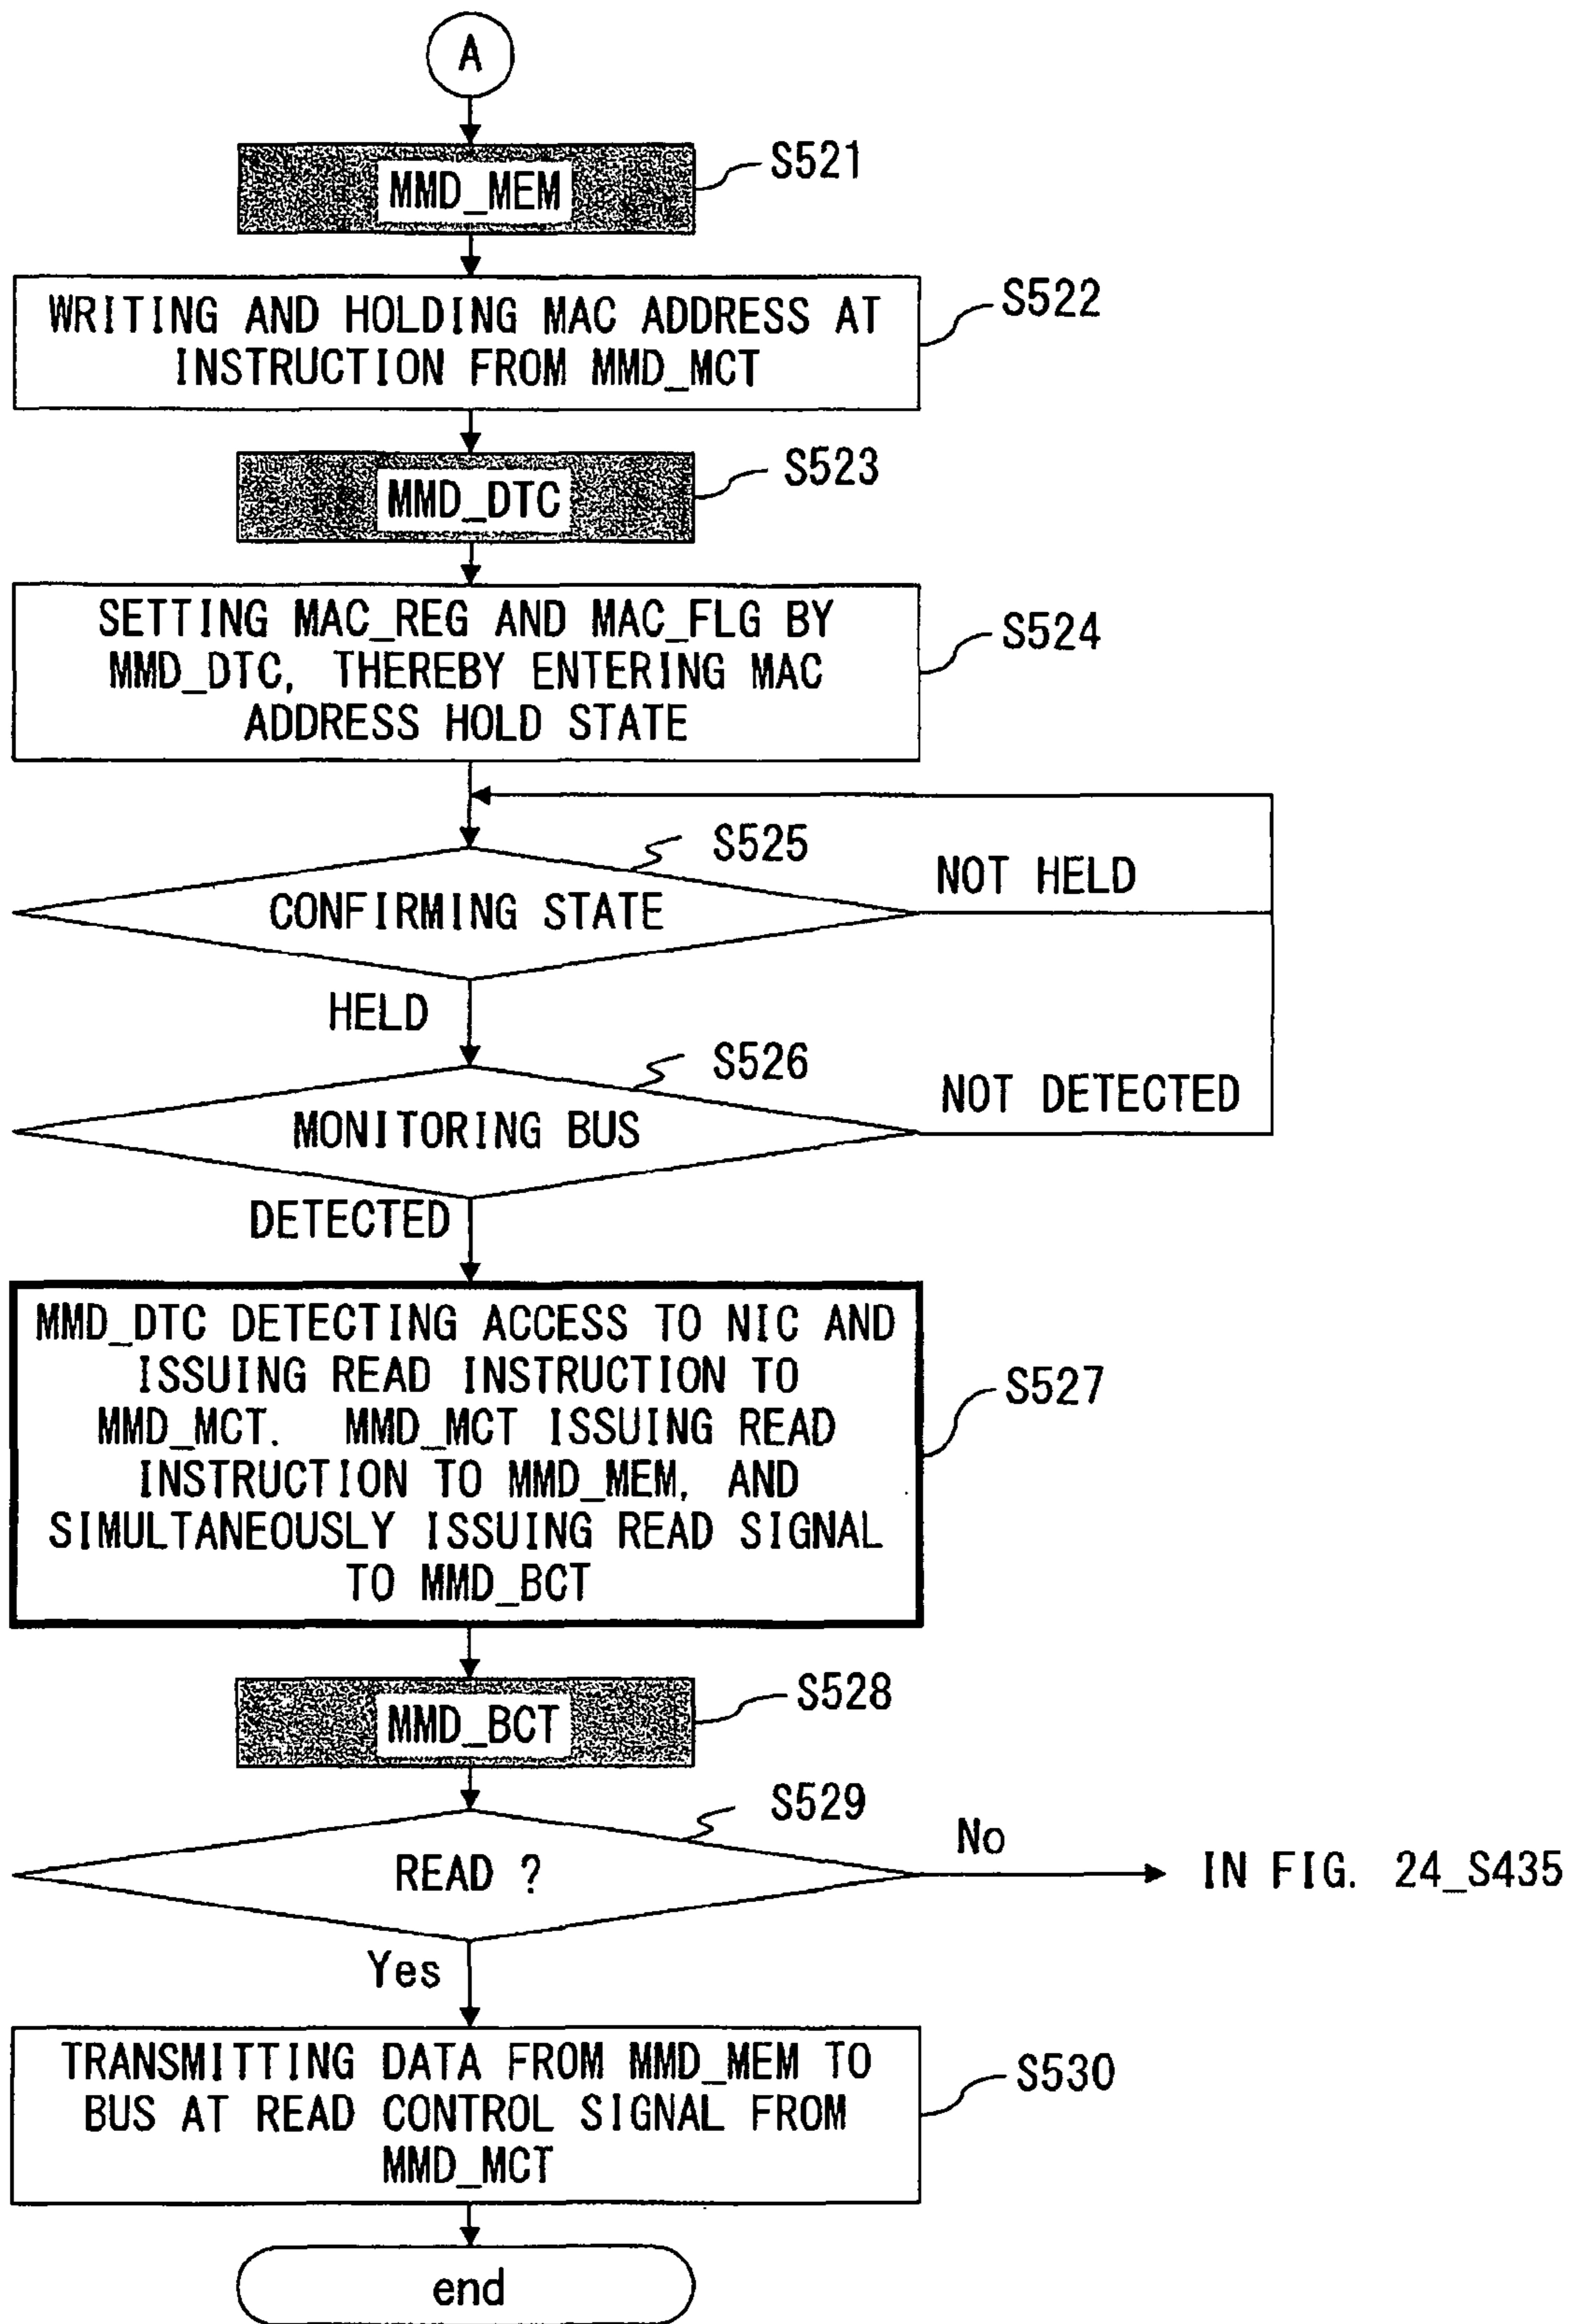 A
MMD_MEM
S521
WRITING AND HOLDING MAC ADDRESS AT
INSTRUCTION FROM MMD_MCT
S522
MMD_DTC
S523
SETTING MAC_REG AND MAC_FLG BY
MMD_DTC, THEREBY ENTERING MAC
ADDRESS HOLD STATE
S524
S525
CONFIRMING STATE
NOT HELD
HELD
S526
MONITORING BUS
NOT DETECTED
DETECTED
MMD_DTC DETECTING ACCESS TO NIC AND
ISSUING READ INSTRUCTION TO
MMD_MCT. MMD_MCT ISSUING READ
INSTRUCTION TO MMD_MEM, AND
SIMULTANEOUSLY ISSUING READ SIGNAL
TO MMD_BCT
S527
MMD_BCT
S528
S529
READ ?
No
IN FIG. 24_S435
Yes
TRANSMITTING DATA FROM MMD_MEM TO
BUS AT READ CONTROL SIGNAL FROM
MMD_MCT
S530
end